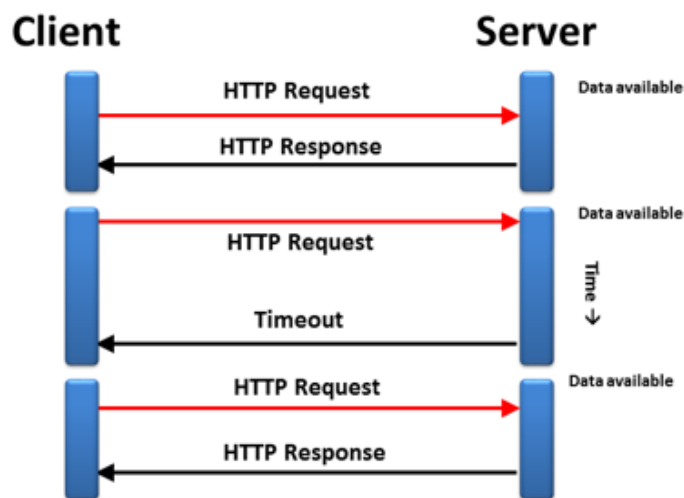 Client Server
HTTP Request Data available
HTTP Response
Data available
HTTP Request
Time →
Timeout
Data available
HTTP Request
HTTP Response